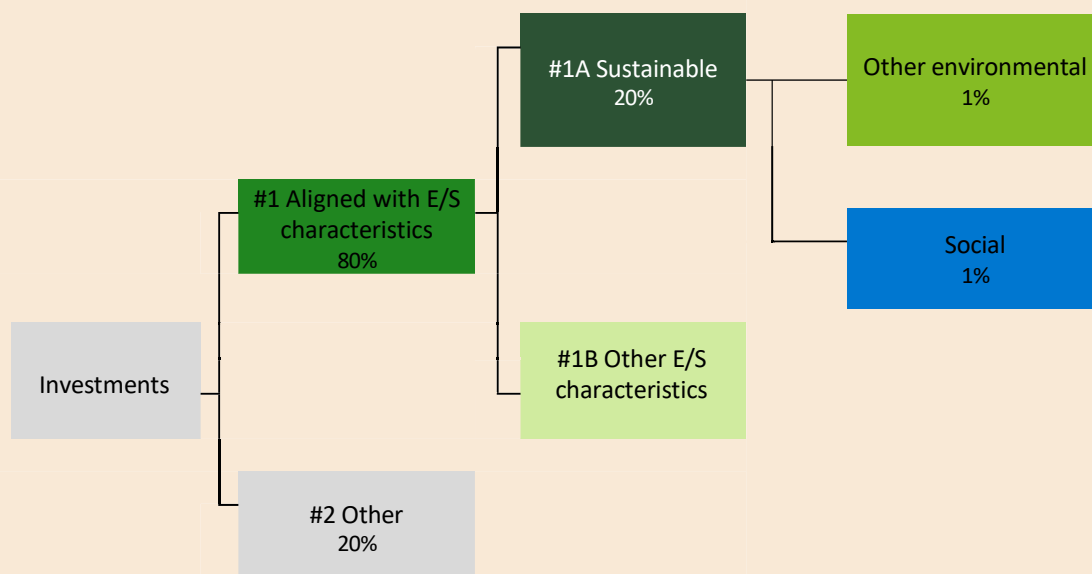 Investments
#1 Aligned with E/S
characteristics
80%
#2 Other
20%
#1A Sustainable
20%
#1B Other E/S
characteristics
Other environmental
1%
Social
1%